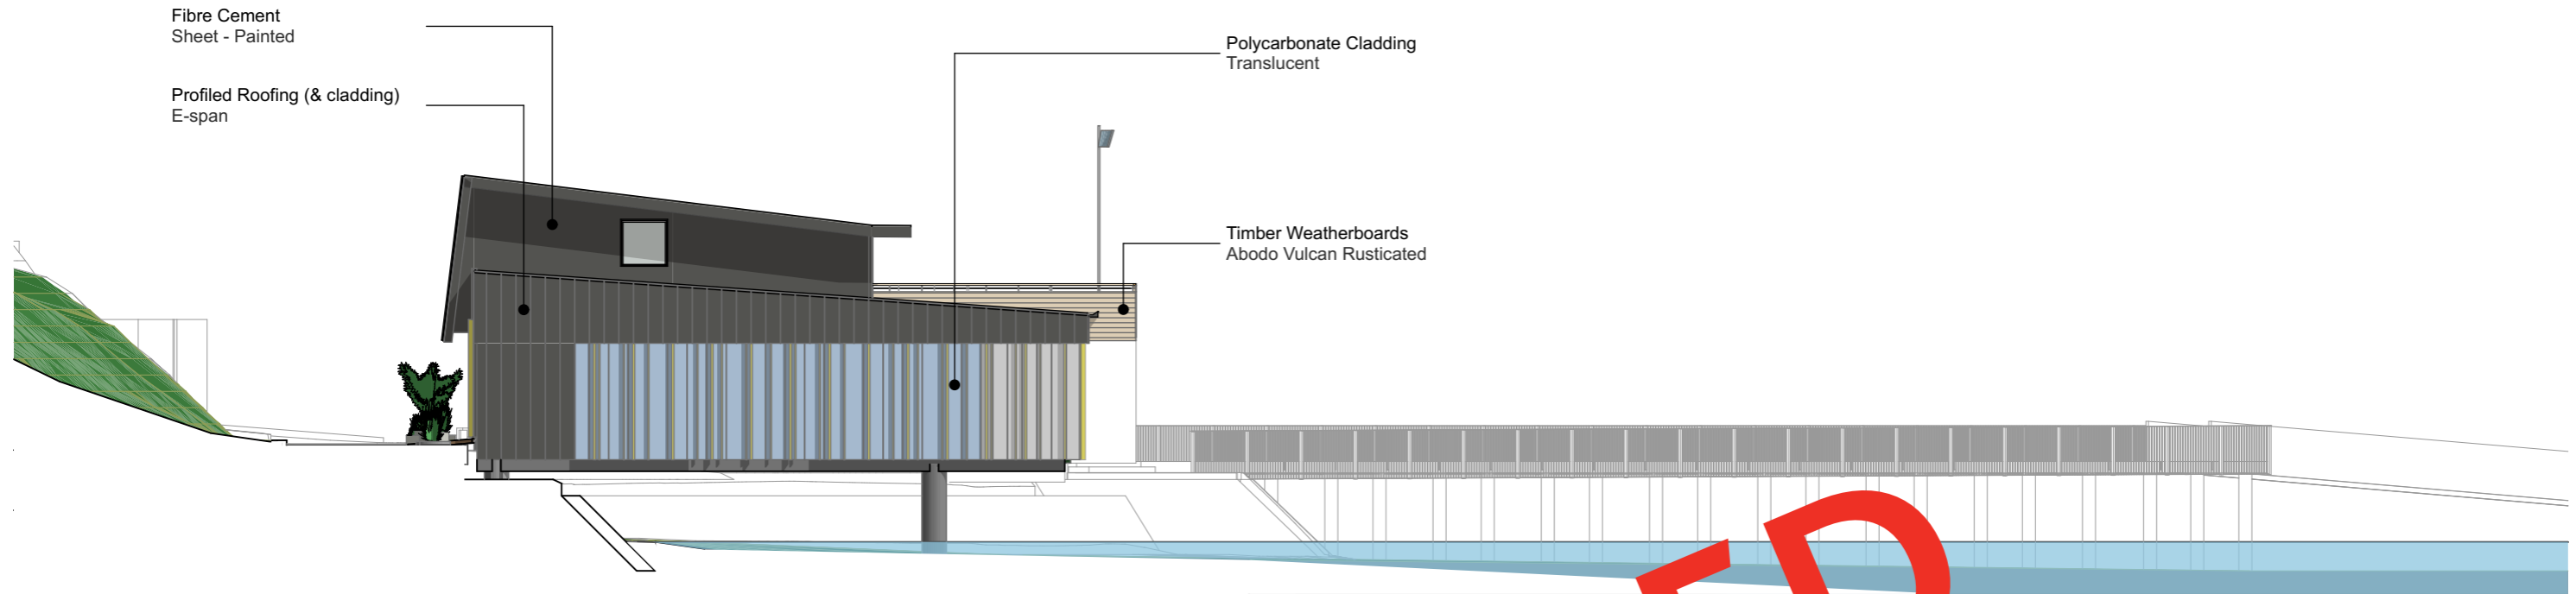 Fibre Cement
Sheet - Painted
Profiled Roofing (& cladding)
E-span
Polycarbonate Cladding
Translucent
Timber Weatherboards
Abodo Vulcan Rusticated